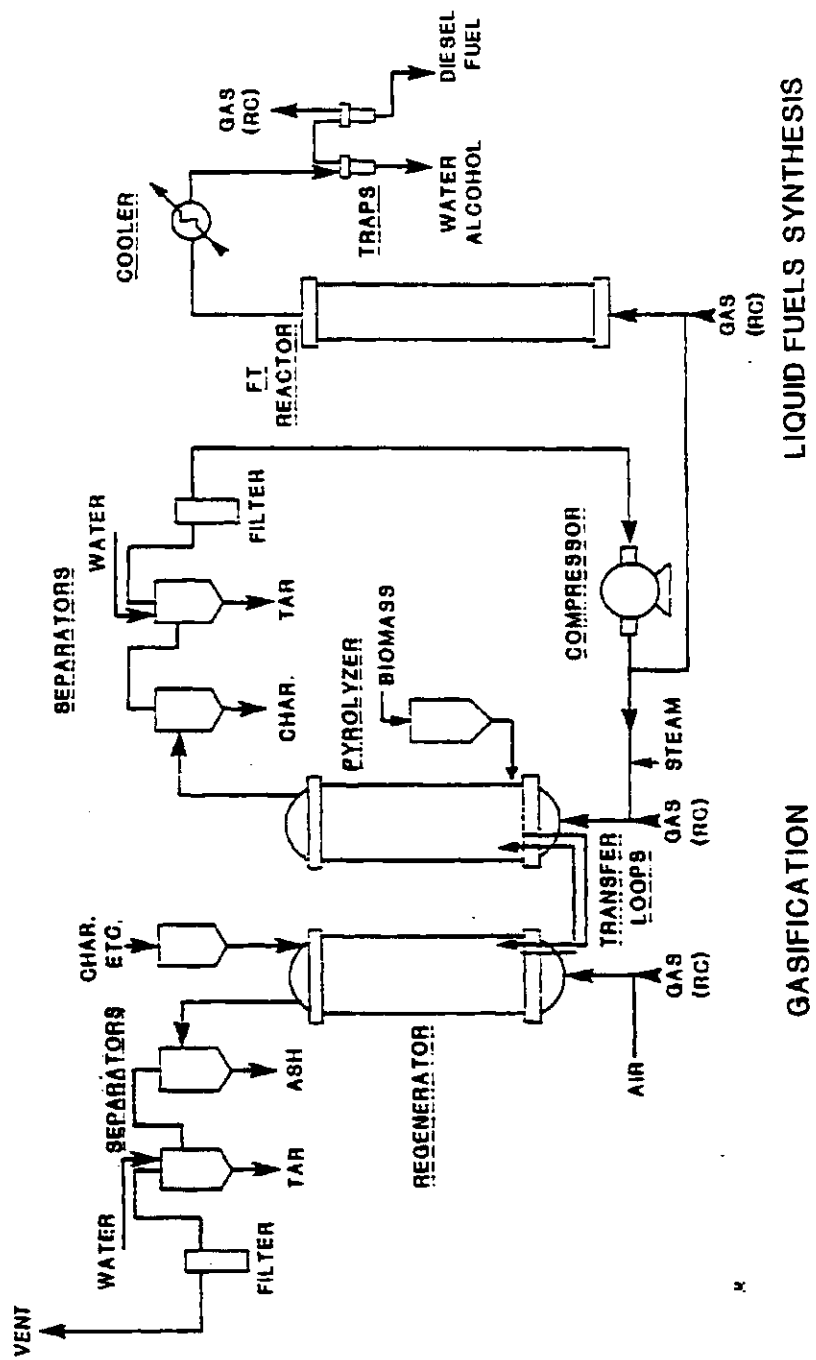 VENT
WATER
SEPARATORS
FILTER
TAR
ASH
CHAR.
ETC.
REGENERATOR
AIR
GAS
(RC)
TRANSFER
LOOPS
SEPARATORS
WATER
CHAR.
TAR
FILTER
PYROLYZER
BIOMASS
GAS
(RC)
STEAM
COMPRESSOR
GASIFICATION
COOLER
FT
REACTOR
TRAPS
GAS
(RC)
WATER
ALCOHOL
DIESEL
FUEL
GAS
(RC)
LIQUID FUELS SYNTHESIS